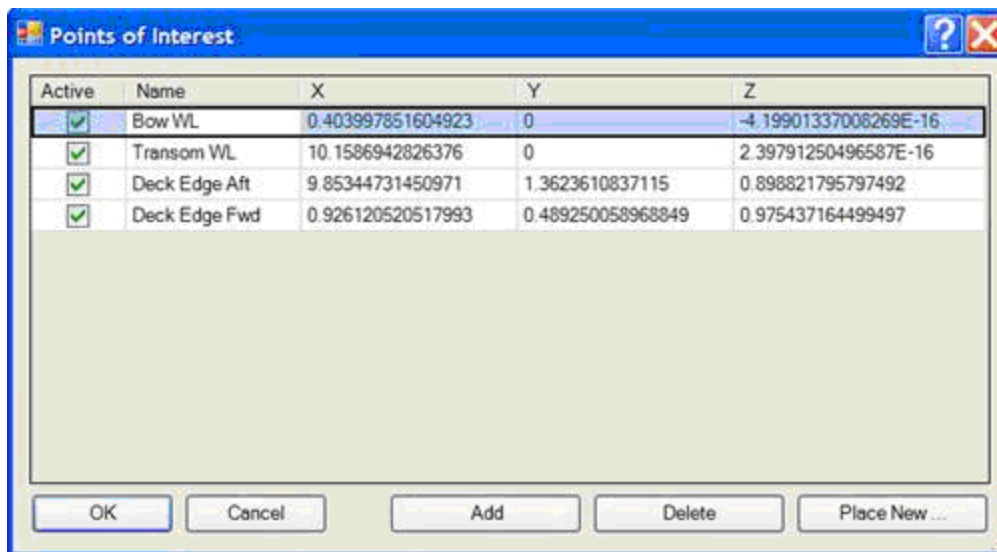 Points of Interest
Active Name X Y Z
Bow WL 0.403997851604923 0 -4.19901337008269E-16
Transom WL 10.1586942826376 0 2.39791250496587E-16
Deck Edge Aft 9.85344731450971 1.3623610837115 0.898821795797492
Deck Edge Fwd 0.926120520517993 0.489250058968849 0.975437164499497
OK Cancel Add Delete Place New ...